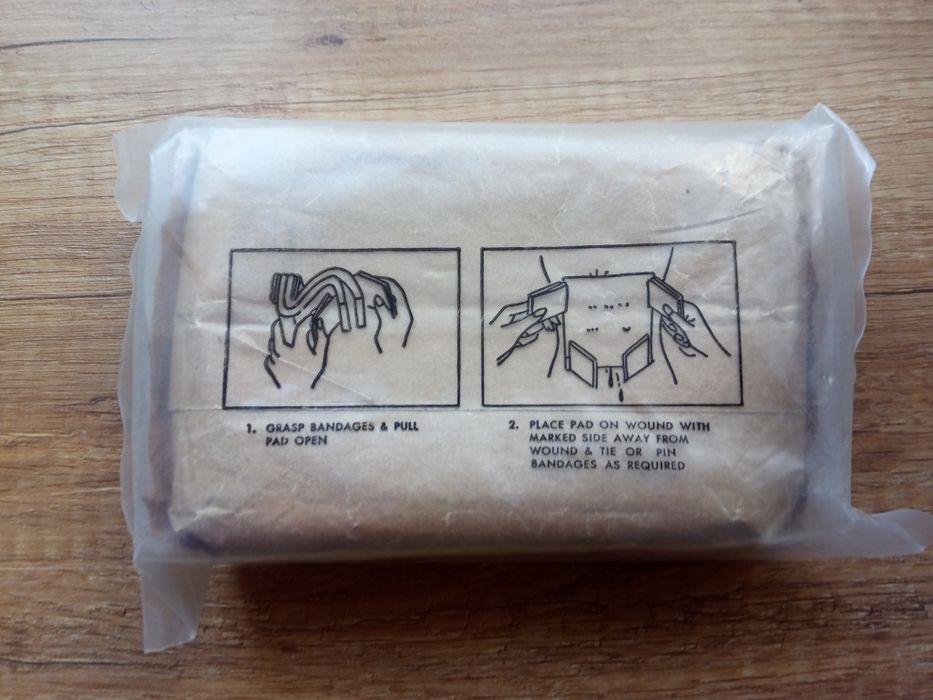 1. GRASP BANDAGES & PULL
PAD OPEN
2. PLACE PAD ON WOUND WITH
MARKED SIDE AWAY FROM
WOUND & TIE OR PIN
BANDAGES AS REQUIRED